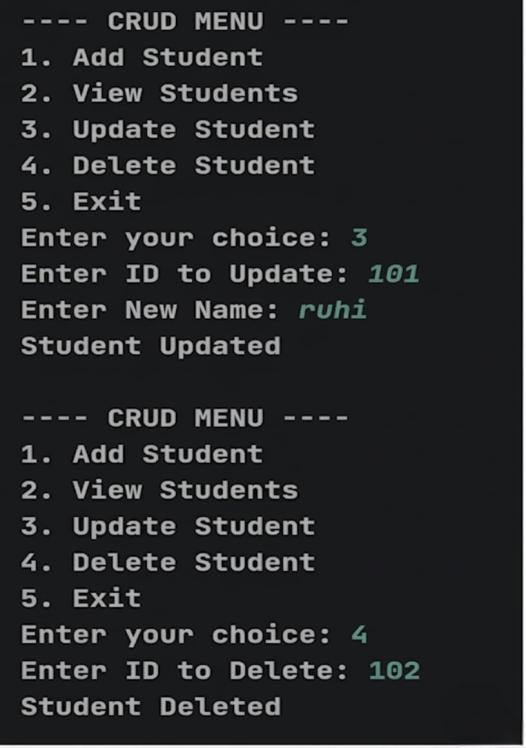 ---- CRUD MENU ----
1. Add Student
2. View Students
3. Update Student
4. Delete Student
5. Exit
Enter your choice: 3
Enter ID to Update: 101
Enter New Name: ruhi
Student Updated

---- CRUD MENU ----
1. Add Student
2. View Students
3. Update Student
4. Delete Student
5. Exit
Enter your choice: 4
Enter ID to Delete: 102
Student Deleted